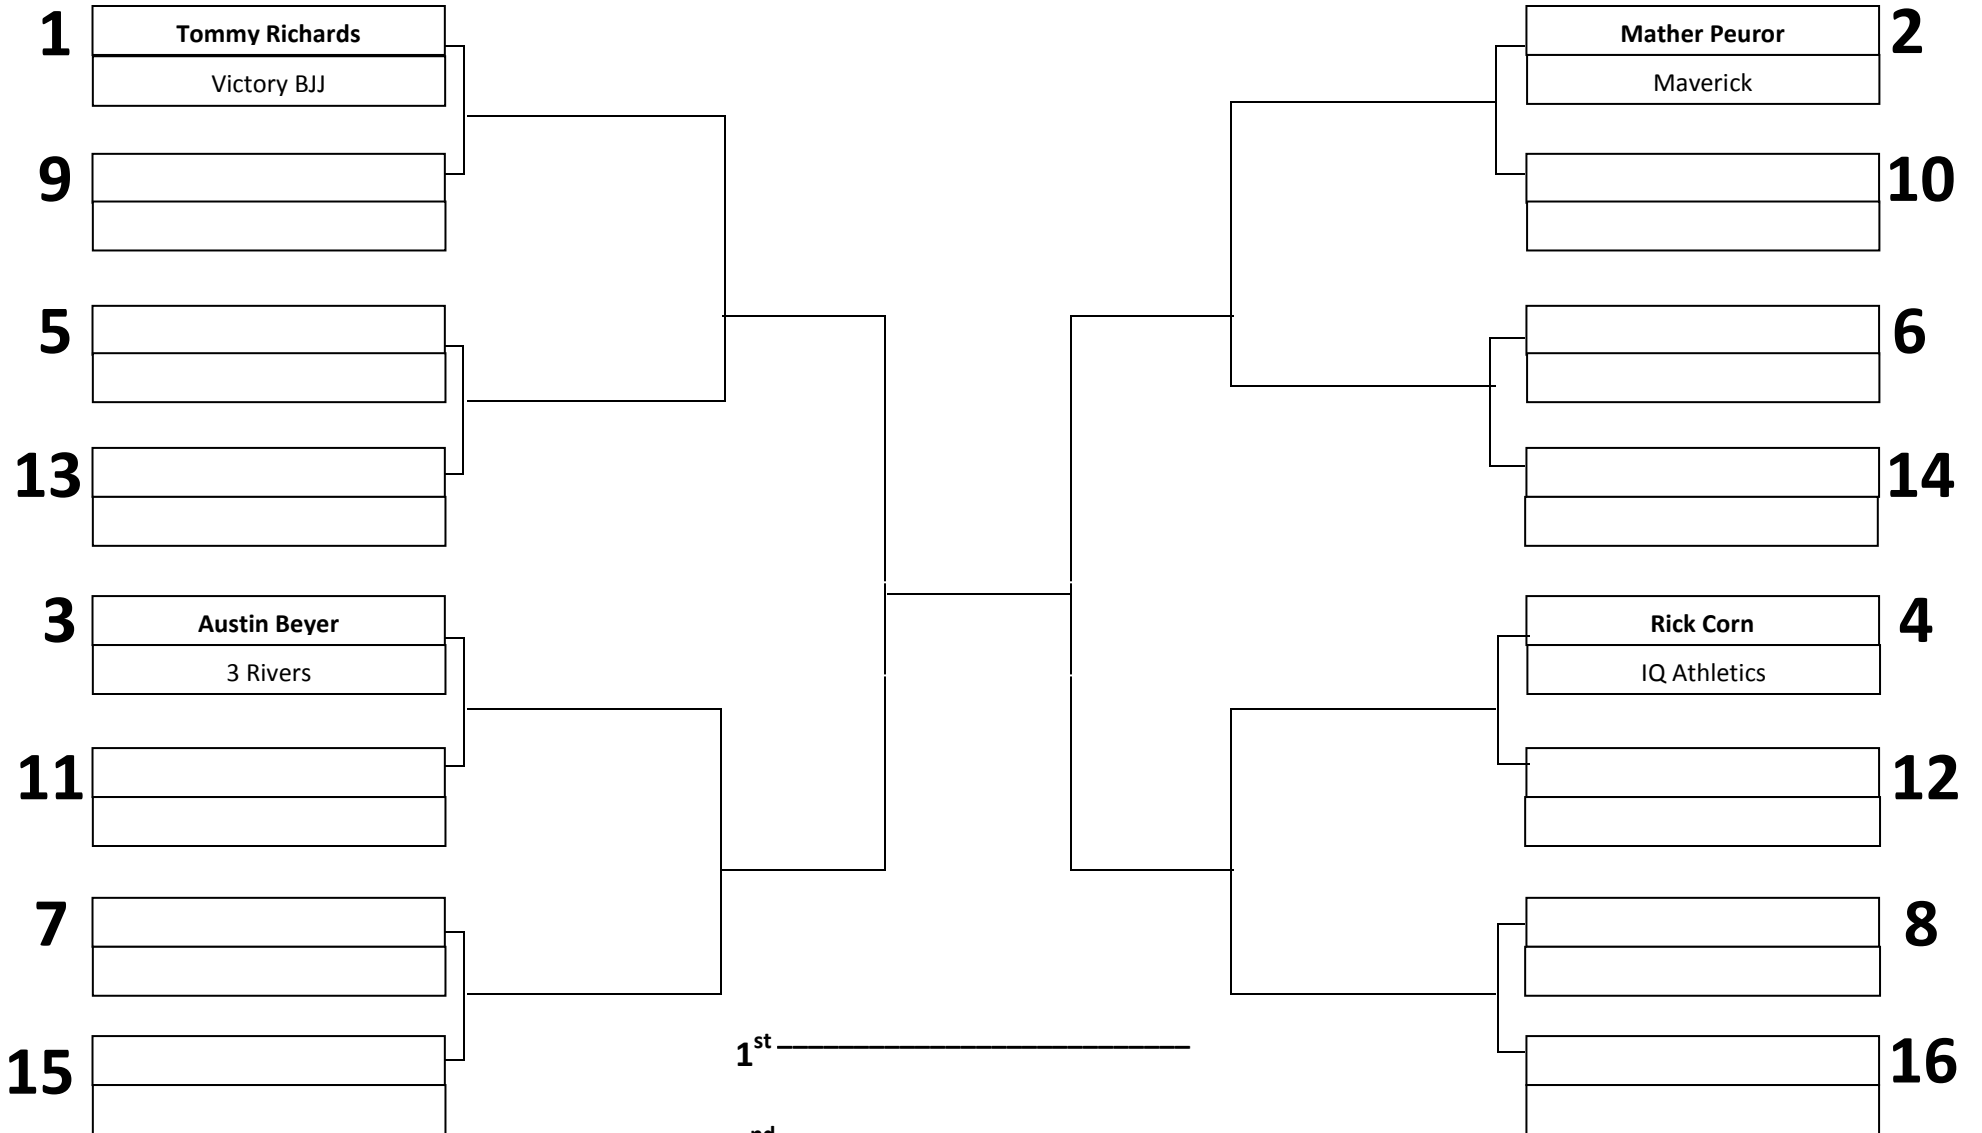 1 Tommy Richards
Victory BJJ
9
5
13
3 Austin Beyer
3 Rivers
11
7
15
Mather Peuror 2
Maverick
10
6
14
Rick Corn 4
IQ Athletics
12
8
16
1st
nd